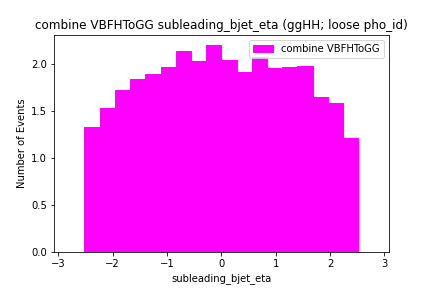 combine VBFHToGG subleading_bjet_eta (ggHH; loose pho_id)
combine VBFHToGG
2.0
1.5
1.0
0.5
0.0
Number of Events
−3 −2 −1 0 1 2 3
subleading_bjet_eta